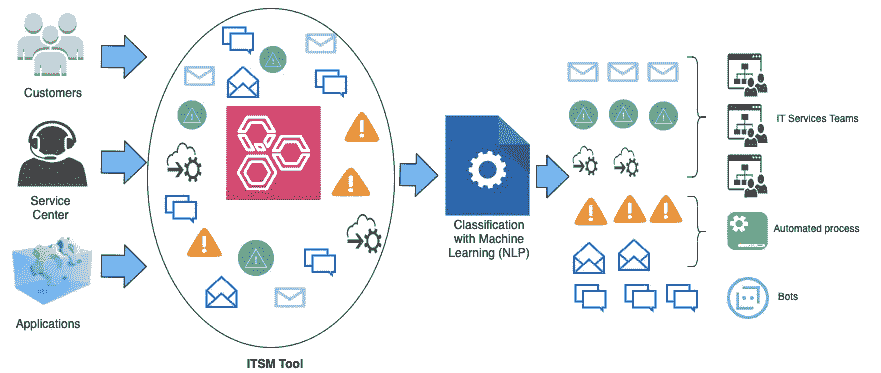 Customers
Service
Center
Applications
ITSM Tool
Classification
with Machine
Learning (NLP)
IT Services Teams
Automated process
Bots